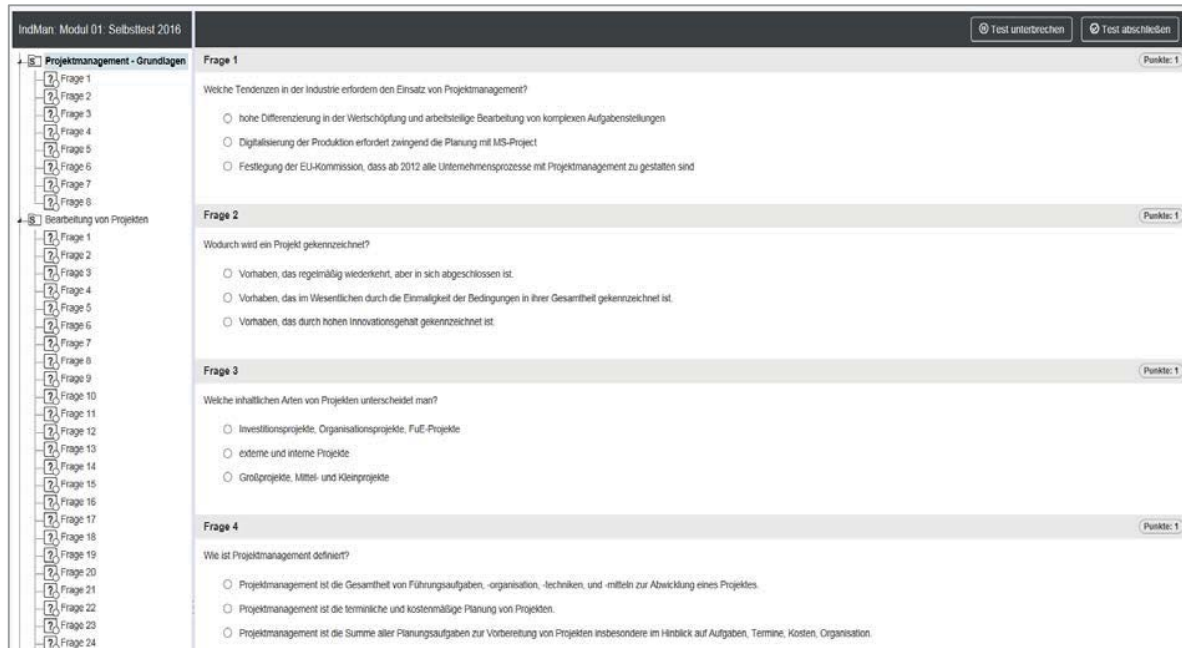 IndMan: Modul 01: Selbsttest 2016
Test unterbrechen
Test abschließen
Projektmanagement - Grundlagen
Frage 1
Frage 2
Frage 3
Frage 4
Frage 5
Frage 6
Frage 7
Frage 8
Bearbeitung von Projekten
Frage 1
Frage 2
Frage 3
Frage 4
Frage 5
Frage 6
Frage 7
Frage 8
Frage 9
Frage 10
Frage 11
Frage 12
Frage 13
Frage 14
Frage 15
Frage 16
Frage 17
Frage 18
Frage 19
Frage 20
Frage 21
Frage 22
Frage 23
Frage 24
Frage 1
Punkte: 1
Welche Tendenzen in der Industrie erfordern den Einsatz von Projektmanagement?
hohe Differenzierung in der Wertschöpfung und arbeitsteilige Bearbeitung von komplexen Aufgabenstellungen
Digitalisierung der Produktion erfordert zwingend die Planung mit MS-Project
Festlegung der EU-Kommission, dass ab 2012 alle Unternehmensprozesse mit Projektmanagement zu gestalten sind
Frage 2
Punkte: 1
Wodurch wird ein Projekt gekennzeichnet?
Vorhaben, das regelmäßig wiederkehrt, aber in sich abgeschlossen ist.
Vorhaben, das im Wesentlichen durch die Einmaligkeit der Bedingungen in ihrer Gesamtheit gekennzeichnet ist.
Vorhaben, das durch hohen Innovationsgehalt gekennzeichnet ist
Frage 3
Punkte: 1
Welche inhaltlichen Arten von Projekten unterscheidet man?
Investitionsprojekte, Organisationsprojekte, FuE-Projekte
externe und interne Projekte
Großprojekte, Mittel- und Kleinprojekte
Frage 4
Punkte: 1
Wie ist Projektmanagement definiert?
Projektmanagement ist die Gesamtheit von Führungsaufgaben, -organisation, -techniken, und -mitteln zur Abwicklung eines Projektes.
Projektmanagement ist die terminliche und kostenmäßige Planung von Projekten.
Projektmanagement ist die Summe aller Planungsaufgaben zur Vorbereitung von Projekten insbesondere im Hinblick auf Aufgaben, Termine, Kosten, Organisation.